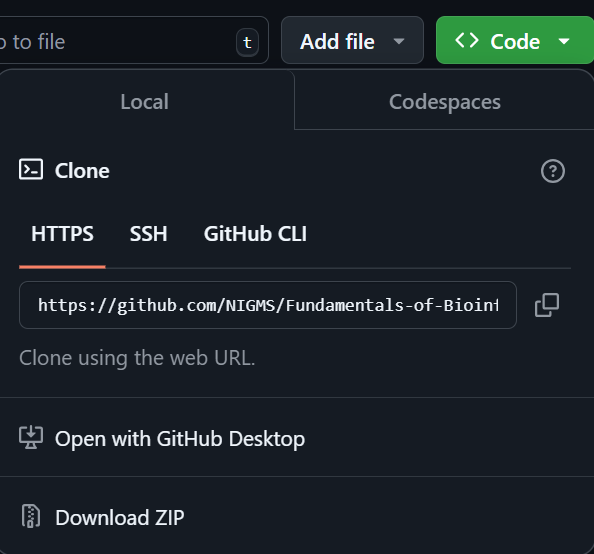 to file t Add file Code
Local Codespaces
Clone
HTTPS SSH GitHub CLI
https://github.com/NIGMS/Fundamentals-of-Bioinf
Clone using the web URL.
Open with GitHub Desktop
Download ZIP